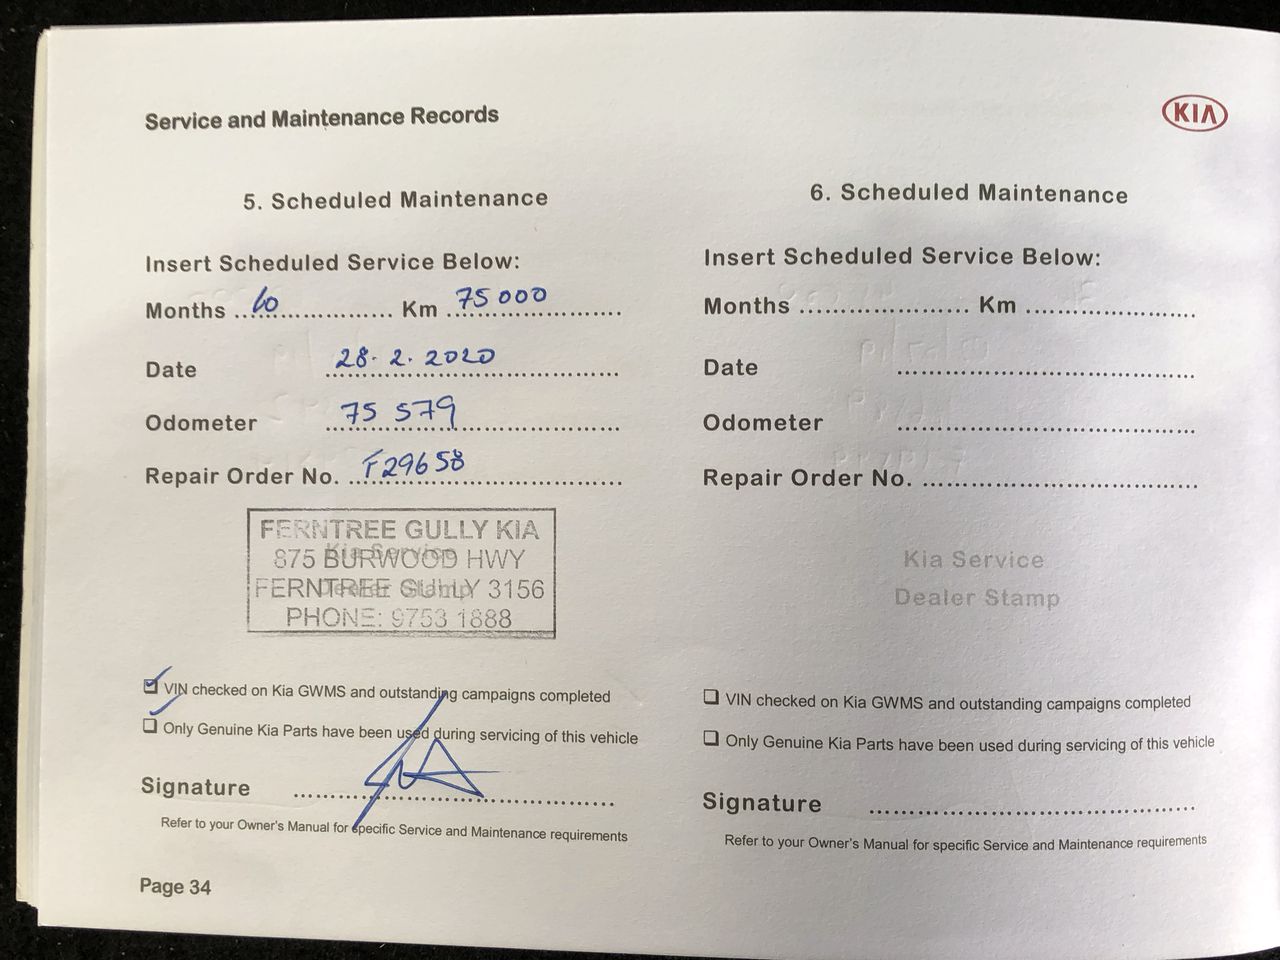 Service and Maintenance Records
KIA
5. Scheduled Maintenance
Insert Scheduled Service Below:
Months 60 Km 75000
Date 28. 2. 2020
Odometer 75 579
Repair Order No. F29658
Kia Service
Dealer Stamp
FERNTREE GULLY KIA
875 BURWOOD HWY
FERNTREE GULLY 3156
PHONE: 9753 1888
VIN checked on Kia GWMS and outstanding campaigns completed
Only Genuine Kia Parts have been used during servicing of this vehicle
Signature
Refer to your Owner's Manual for specific Service and Maintenance requirements
Page 34
6. Scheduled Maintenance
Insert Scheduled Service Below:
Months Km
Date
Odometer
Repair Order No.
Kia Service
Dealer Stamp
VIN checked on Kia GWMS and outstanding campaigns completed
Only Genuine Kia Parts have been used during servicing of this vehicle
Signature
Refer to your Owner's Manual for specific Service and Maintenance requirements